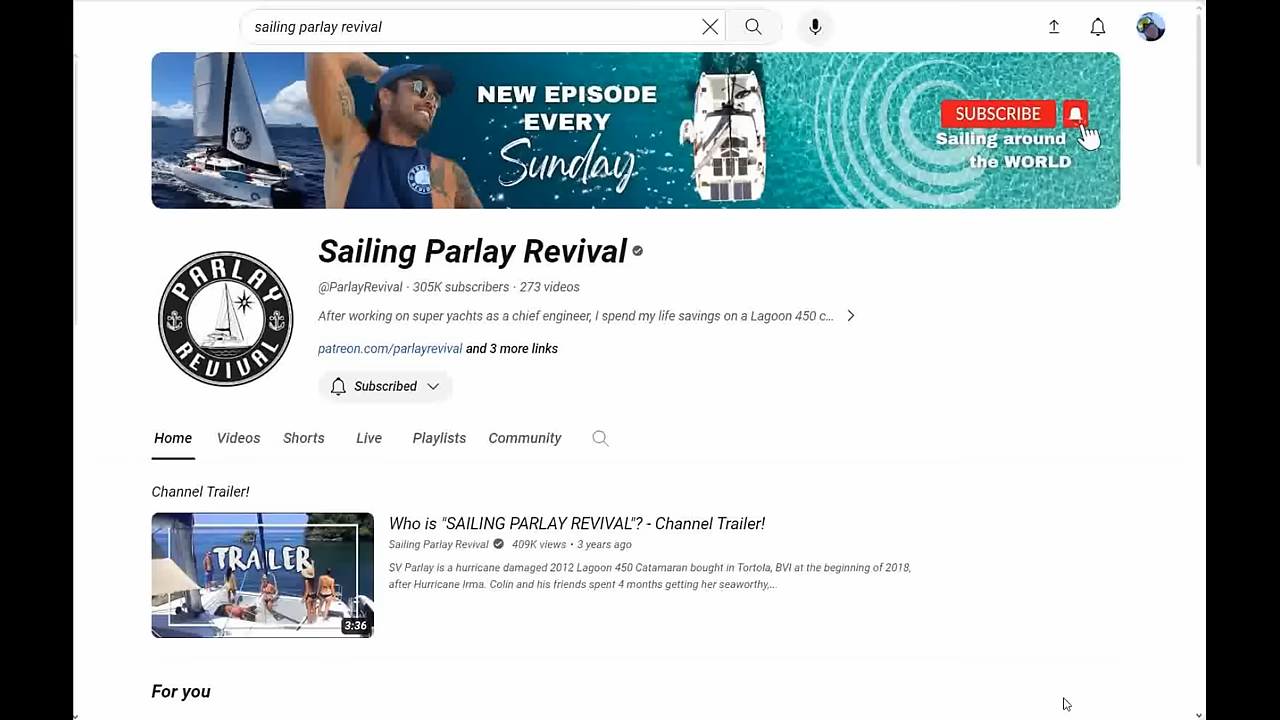 sailing parlay revival
NEW EPISODE
EVERY
Sunday
SUBSCRIBE
Sailing around
the WORLD
PARLAY
REVIVAL
Sailing Parlay Revival
@ParlayRevival · 305K subscribers · 273 videos
After working on super yachts as a chief engineer, I spend my life savings on a Lagoon 450 c...
patreon.com/parlayrevival and 3 more links
Subscribed
Home Videos Shorts Live Playlists Community
Channel Trailer!
TRAILER
3:36
Who is "SAILING PARLAY REVIVAL"? - Channel Trailer!
Sailing Parlay Revival 409K views • 3 years ago
SV Parlay is a hurricane damaged 2012 Lagoon 450 Catamaran bought in Tortola, BVI at the beginning of 2018,
after Hurricane Irma. Colin and his friends spent 4 months getting her seaworthy,...
For you